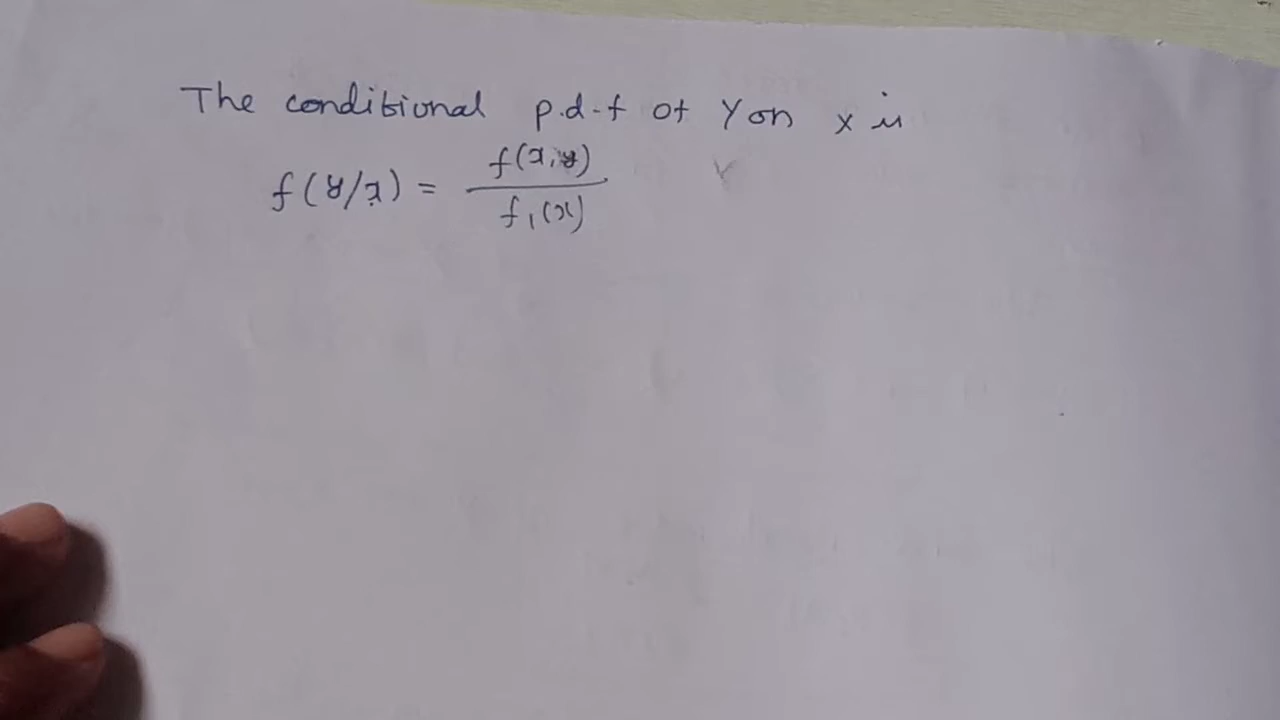 The conditional p.d.f of Y on x is
f(y/x) = f(x,y) / f₁(x)